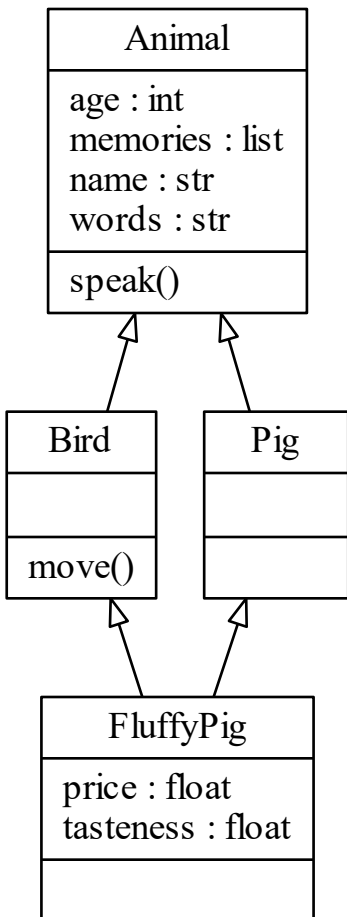 Animal
age : int
memories : list
name : str
words : str
speak()
Bird
move()
Pig
FluffyPig
price : float
tasteness : float